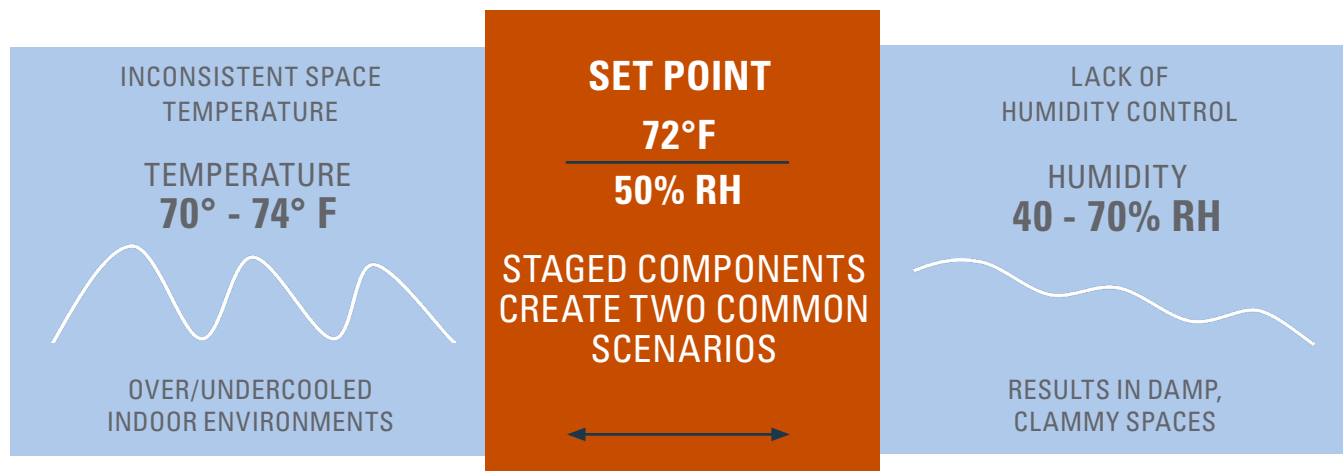 INCONSISTENT SPACE
TEMPERATURE
TEMPERATURE
70° - 74° F
OVER/UNDERCOOLED
INDOOR ENVIRONMENTS
SET POINT
72°F
50% RH
STAGED COMPONENTS
CREATE TWO COMMON
SCENARIOS
LACK OF
HUMIDITY CONTROL
HUMIDITY
40 - 70% RH
RESULTS IN DAMP,
CLAMMY SPACES